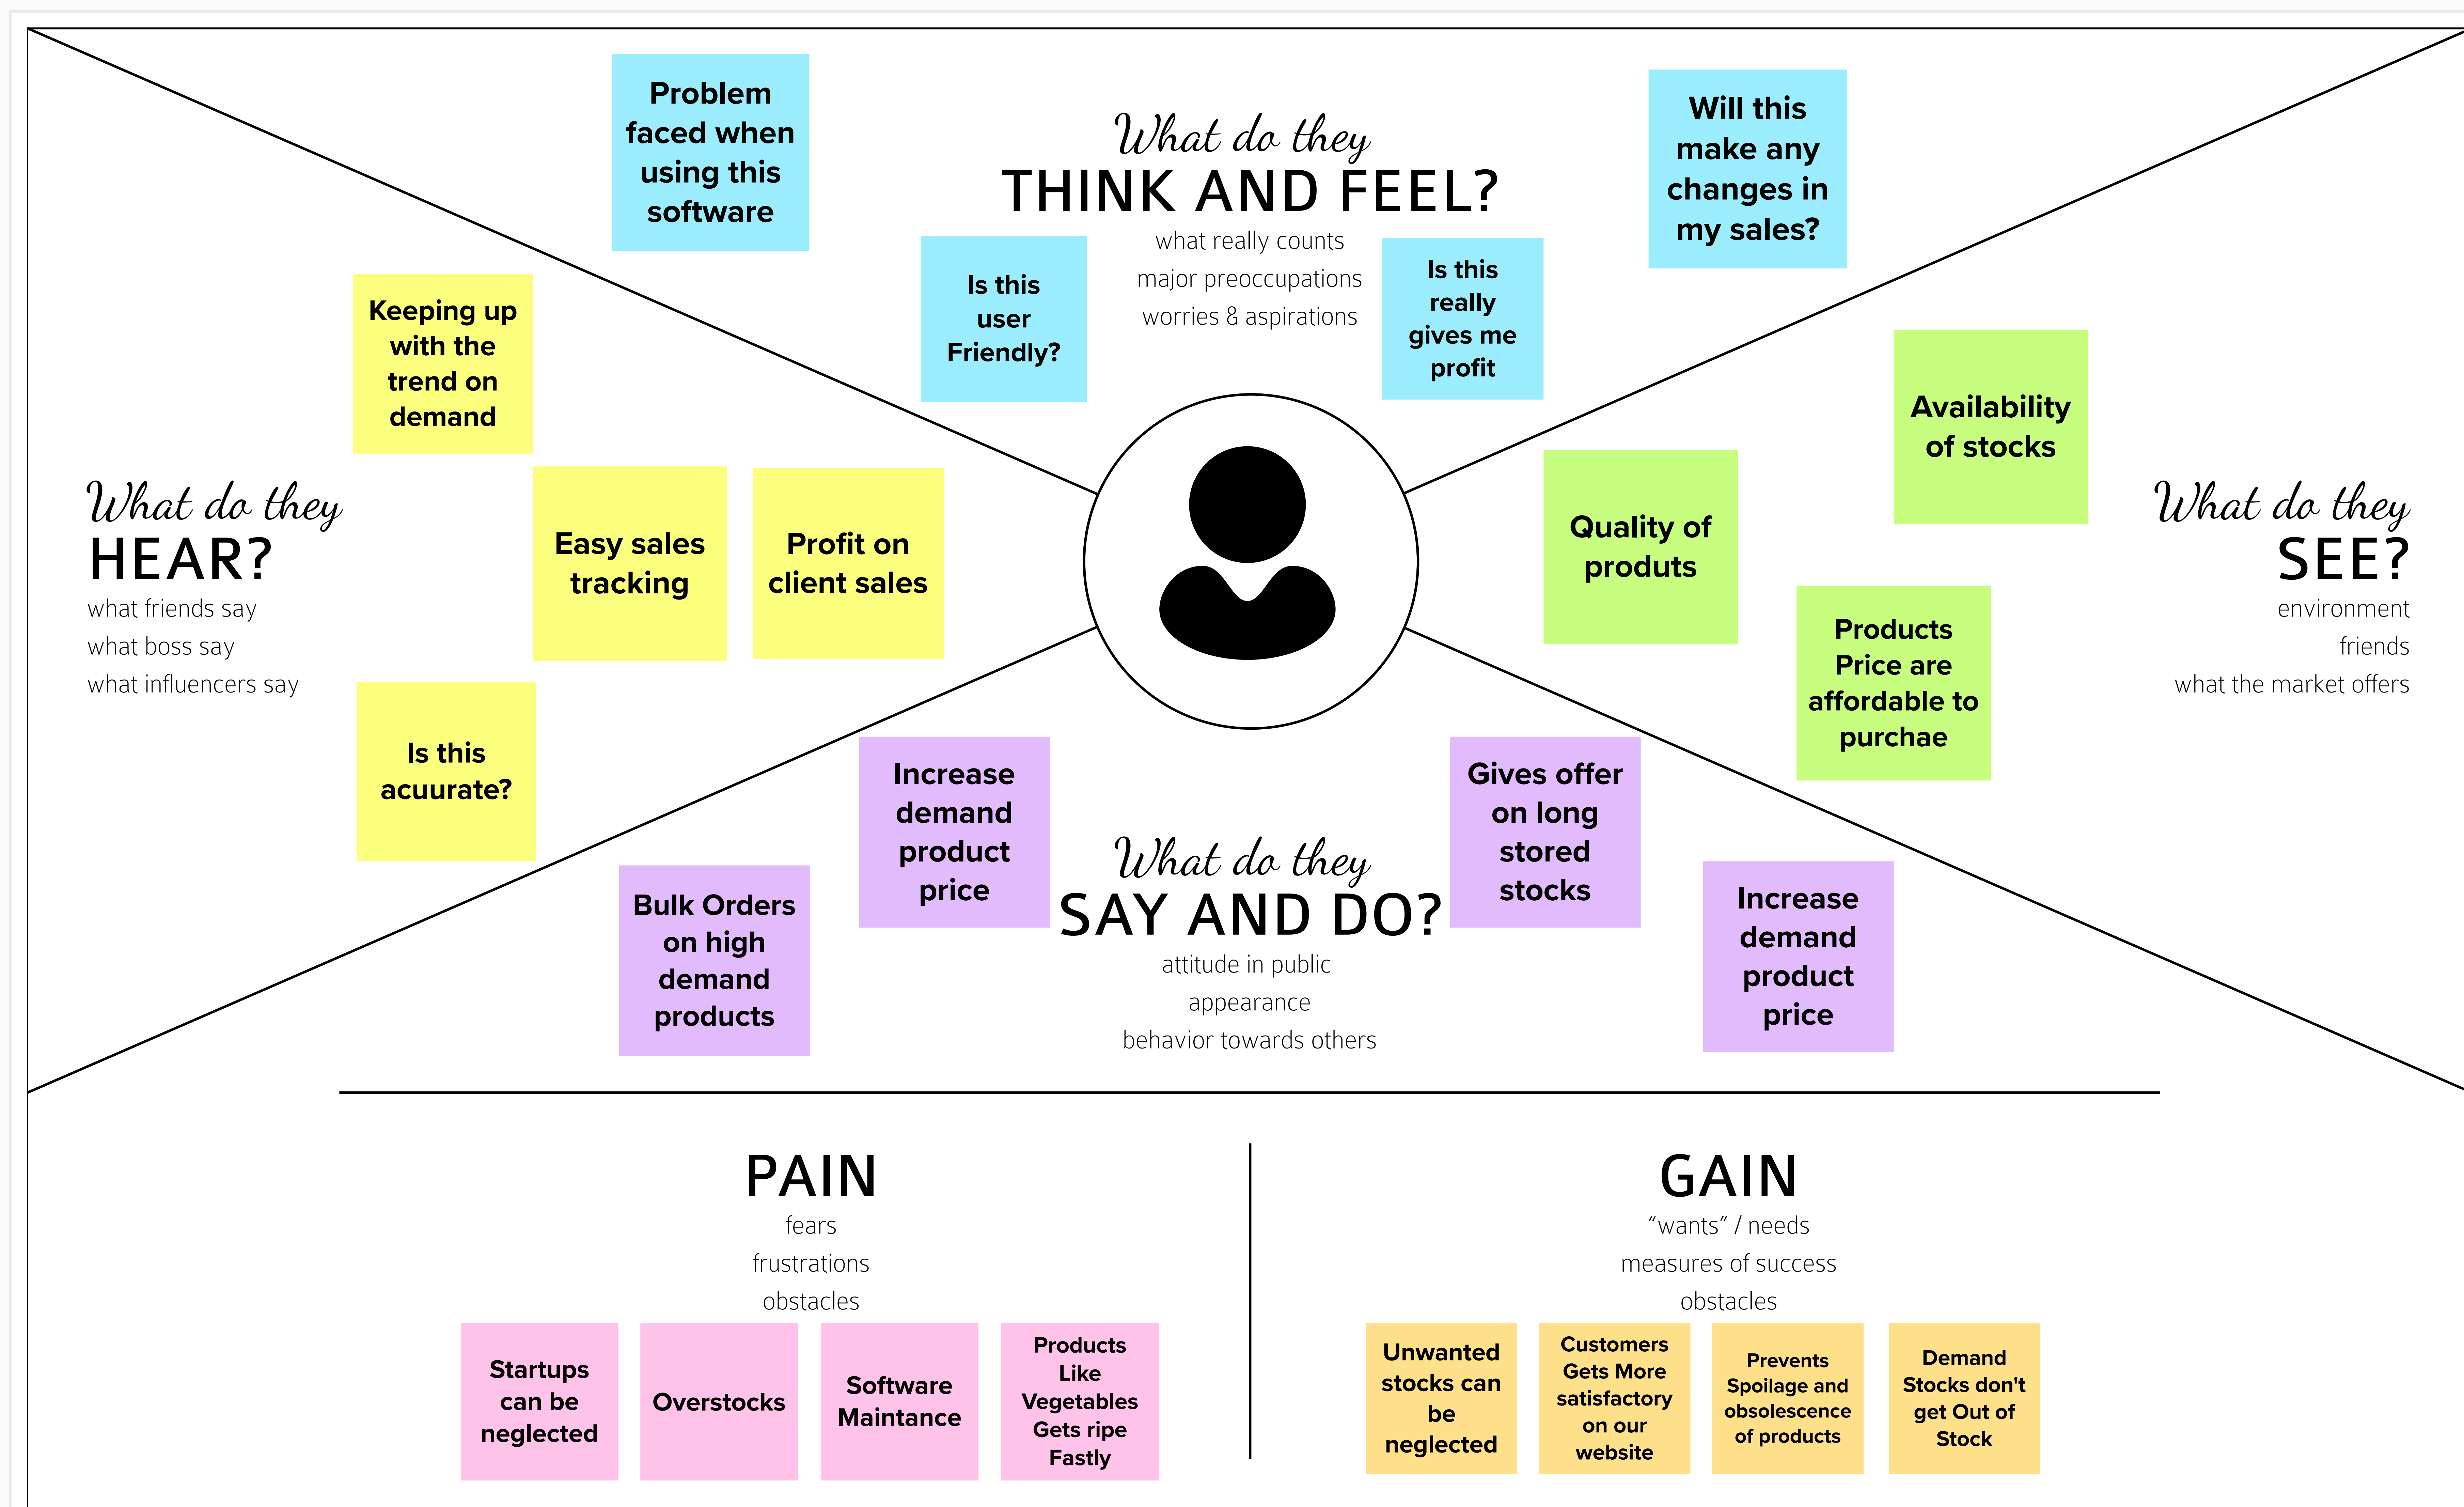 Problem
faced when
using this
software
What do they
THINK AND FEEL?
what really counts
major preoccupations
worries & aspirations
Is this
user
Friendly?
Is this
really
gives me
profit
Will this
make any
changes in
my sales?
Keeping up
with the
trend on
demand
What do they
HEAR?
what friends say
what boss say
what influencers say
Easy sales
tracking
Profit on
client sales
Is this
acuurate?
Availability
of stocks
Quality of
produts
Products
Price are
affordable to
purchae
What do they
SEE?
environment
friends
what the market offers
Increase
demand
product
price
Bulk Orders
on high
demand
products
What do they
SAY AND DO?
attitude in public
appearance
behavior towards others
Gives offer
on long
stored
stocks
Increase
demand
product
price
PAIN
fears
frustrations
obstacles
Startups
can be
neglected
Overstocks
Software
Maintance
Products
Like
Vegetables
Gets ripe
Fastly
GAIN
“wants” / needs
measures of success
obstacles
Unwanted
stocks can
be
neglected
Customers
Gets More
satisfactory
on our
website
Prevents
Spoilage and
obsolescence
of products
Demand
Stocks don't
get Out of
Stock